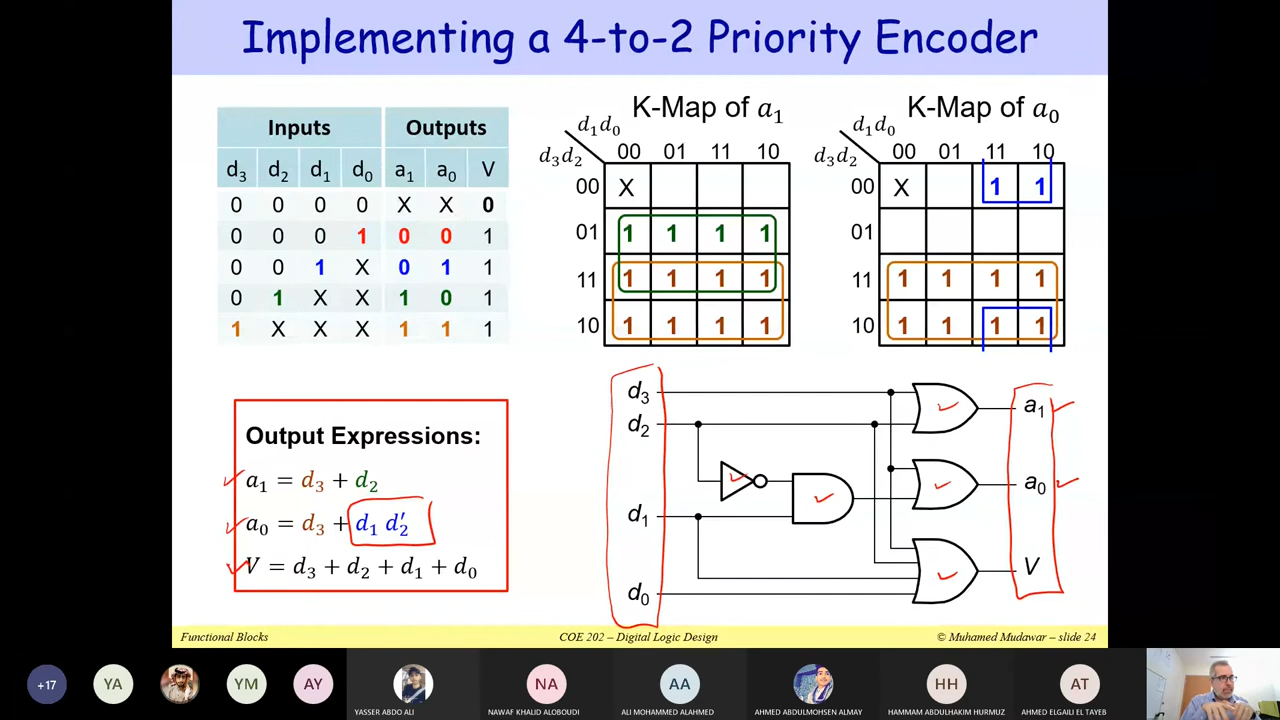 Implementing a 4-to-2 Priority Encoder
Inputs Outputs
d₃ d₂ d₁ d₀ a₁ a₀ V
0 0 0 0 X X 0
0 0 0 1 0 0 1
0 0 1 X 0 1 1
0 1 X X 1 0 1
1 X X X 1 1 1
K-Map of a₁
d₁d₀
d₃d₂ 00 01 11 10
00 X
01 1 1 1 1
11 1 1 1 1
10 1 1 1 1
K-Map of a₀
d₁d₀
d₃d₂ 00 01 11 10
00 X 1 1
01
11 1 1 1 1
10 1 1 1 1
Output Expressions:
a₁ = d₃ + d₂
a₀ = d₃ + d₁ d₂′
V = d₃ + d₂ + d₁ + d₀
d₃
d₂
d₁
d₀
a₁
a₀
V
Functional Blocks COE 202 – Digital Logic Design © Muhamed Mudawar – slide 24
+17 YA YM AY NA AA HH AT
YASSER ABDO ALI NAWAF KHALID ALOBOUDI ALI MOHAMMED ALAHMED AHMED ABDULMOHSEN ALMAY HAMMAM ABDULHAKIM HURMUZ AHMED ELGAILI EL TAYEB